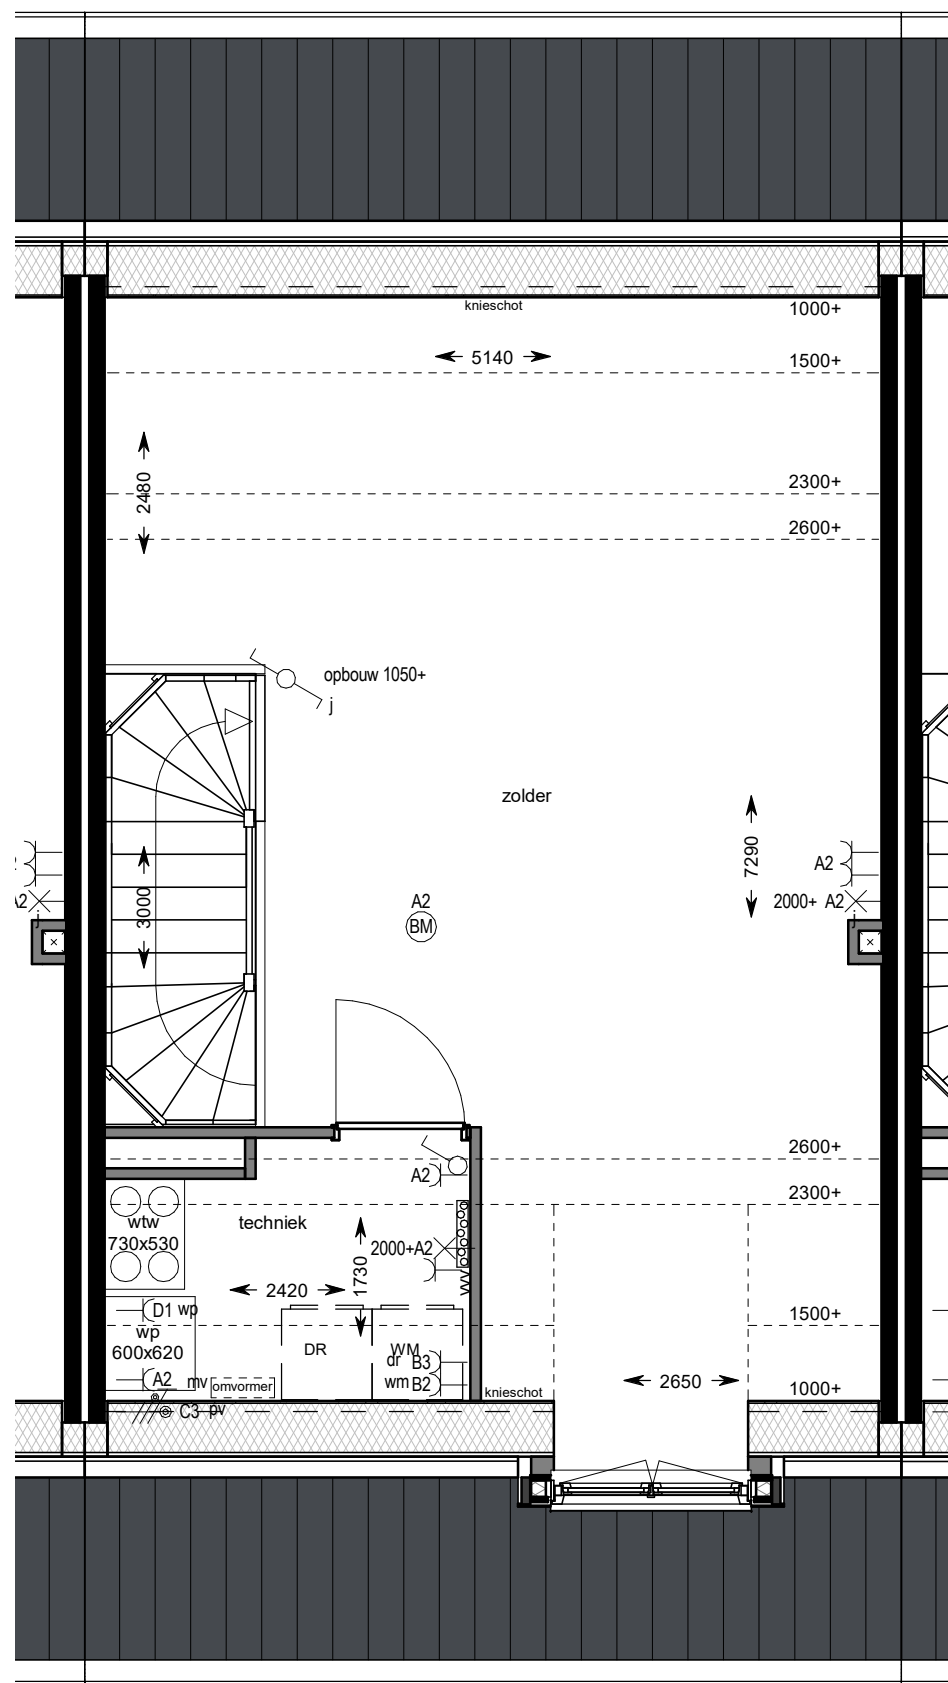 knieschot
1000+
5140
1500+
2480
2300+
2600+
opbouw 1050+
j
zolder
7290
A2
3000
A2
2000+ A2
j
A2
j
BM
2600+
A2
2300+
wtw
730x530
techniek
2000+A2
1730
2420
wv
D1 wp
wp
600x620
1500+
DR
WM
dr B3
wm B2
A2
mv
omvormer
2650
knieschot
1000+
C3 pv